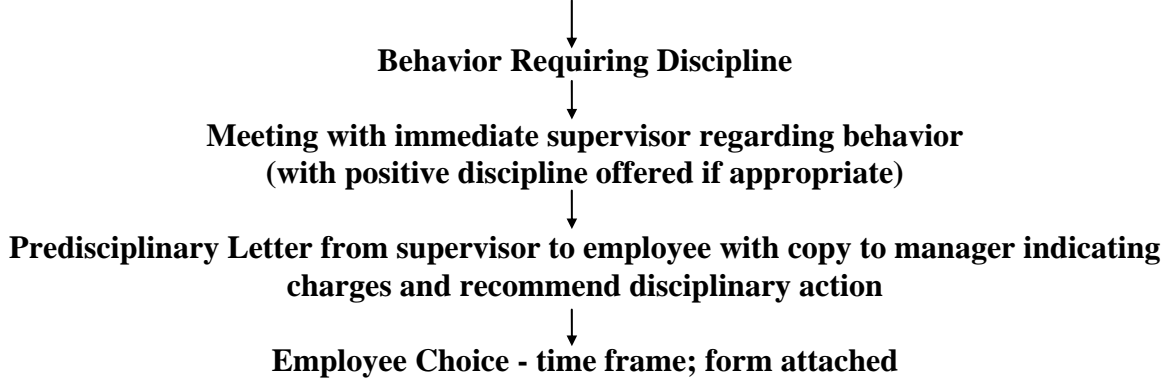 Behavior Requiring Discipline
Meeting with immediate supervisor regarding behavior
(with positive discipline offered if appropriate)
Predisciplinary Letter from supervisor to employee with copy to manager indicating
charges and recommend disciplinary action
Employee Choice - time frame; form attached